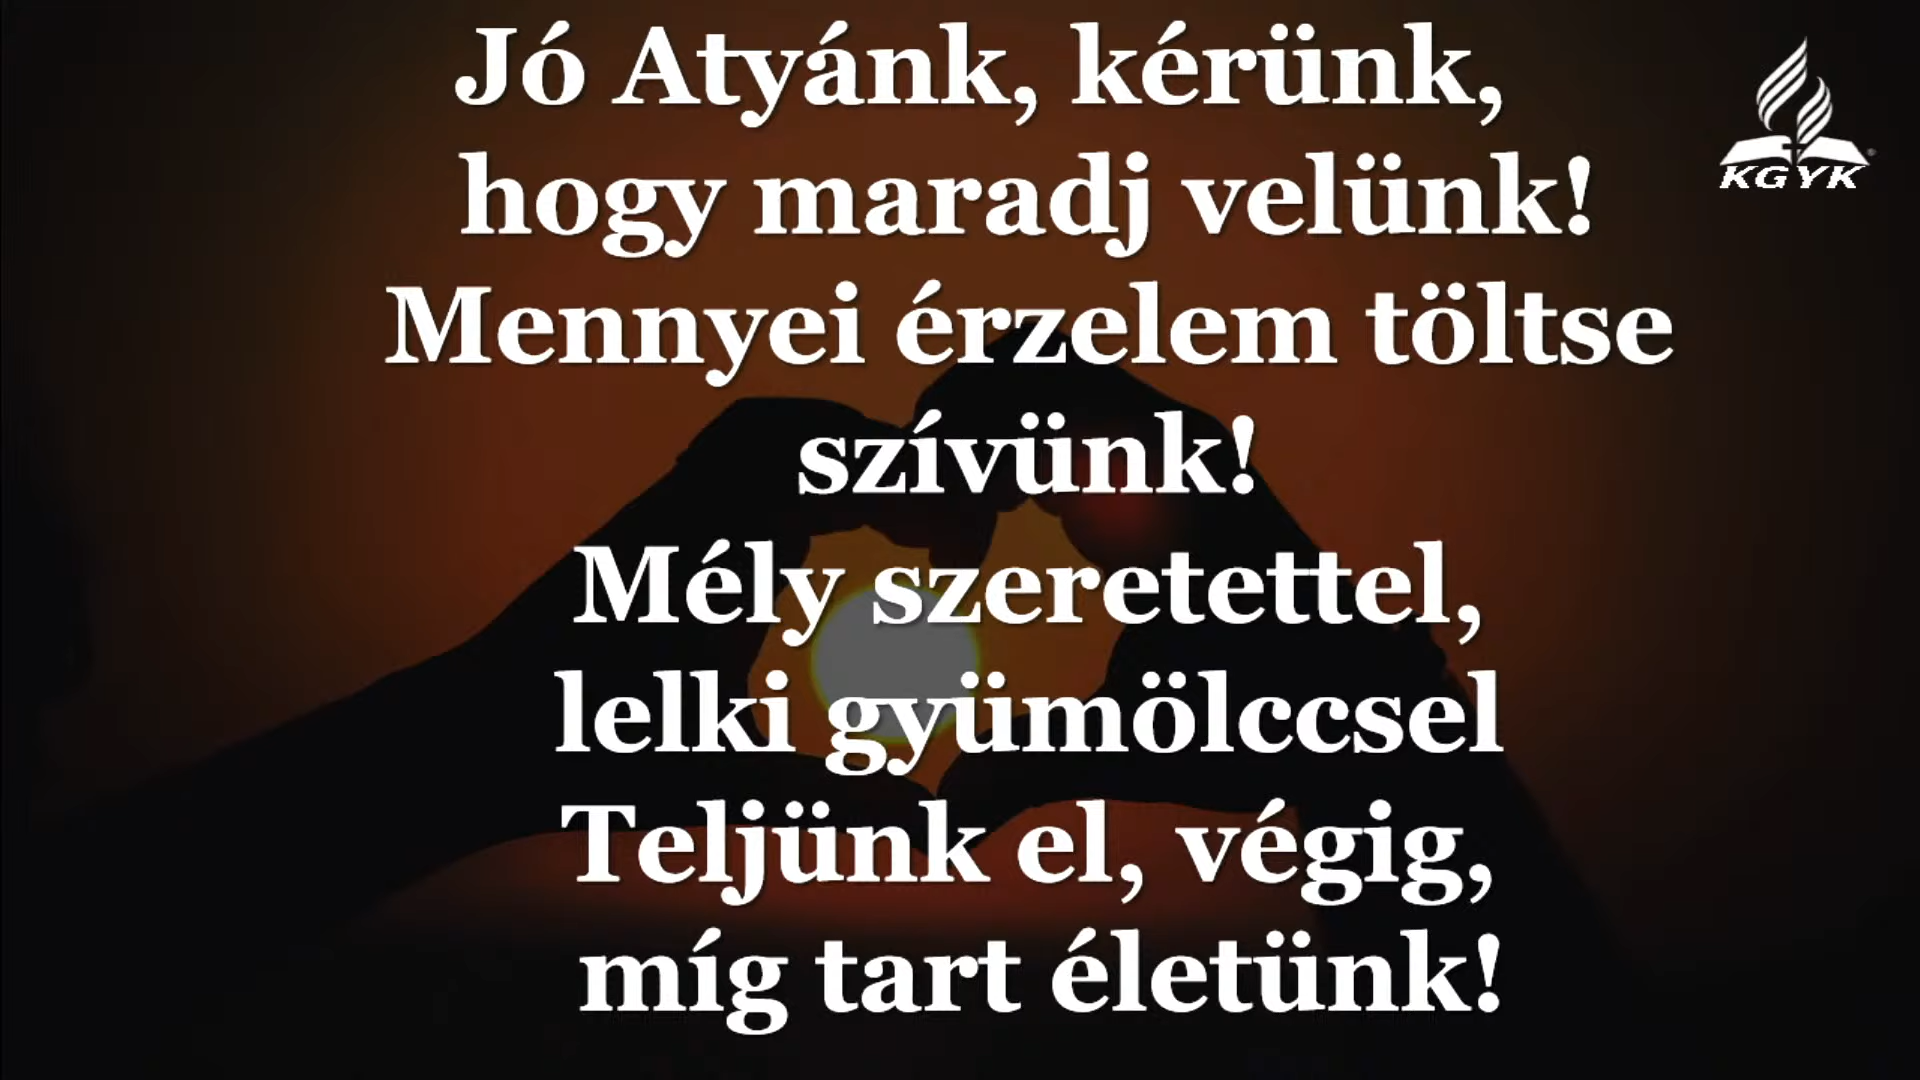 Jó Atyánk, kérünk,
hogy maradj velünk!
Mennyei érzelem töltse
szívünk!
Mély szeretettel,
lelki gyümölccsel
Teljünk el, végig,
míg tart életünk!
KGYK